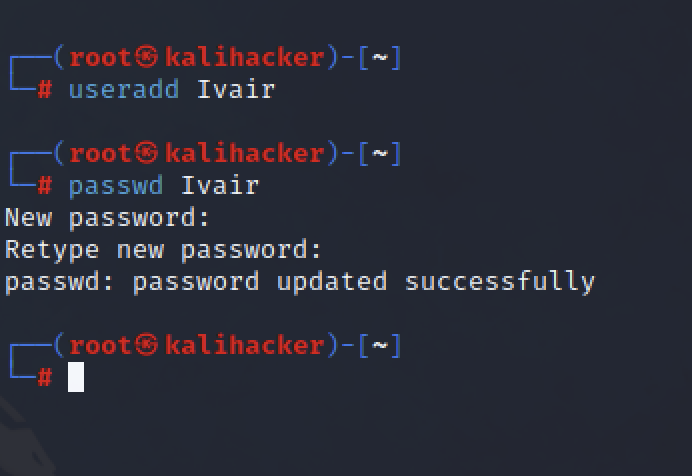 ┌──(root㉿kalihacker)-[~]
└─# useradd Ivair
┌──(root㉿kalihacker)-[~]
└─# passwd Ivair
New password:
Retype new password:
passwd: password updated successfully
┌──(root㉿kalihacker)-[~]
└─#